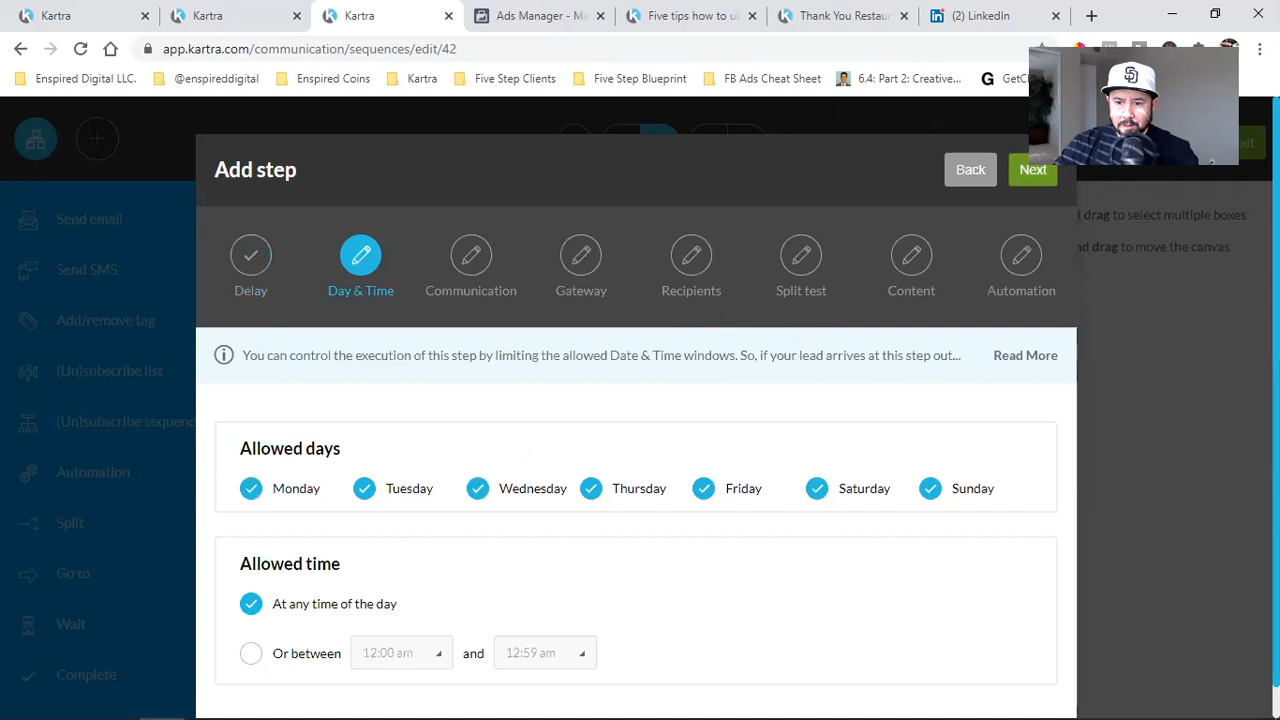 Kartra
Kartra
Kartra
Ads Manager - Ma
Five tips how to us
Thank You Restaur
(2) LinkedIn
app.kartra.com/communication/sequences/edit/42
Enspired Digital LLC.
@enspireddigital
Enspired Coins
Kartra
Five Step Clients
Five Step Blueprint
FB Ads Cheat Sheet
6.4: Part 2: Creative...
GetC
Add step
Back
Next
xit
Send email
Send SMS
Add/remove tag
(Un)subscribe list
(Un)subscribe sequenc
Automation
Split
Go to
Wait
Complete
drag to select multiple boxes
nd drag to move the canvas
Delay
Day & Time
Communication
Gateway
Recipients
Split test
Content
Automation
You can control the execution of this step by limiting the allowed Date & Time windows. So, if your lead arrives at this step out...
Read More
Allowed days
Monday
Tuesday
Wednesday
Thursday
Friday
Saturday
Sunday
Allowed time
At any time of the day
Or between 12:00 am and 12:59 am